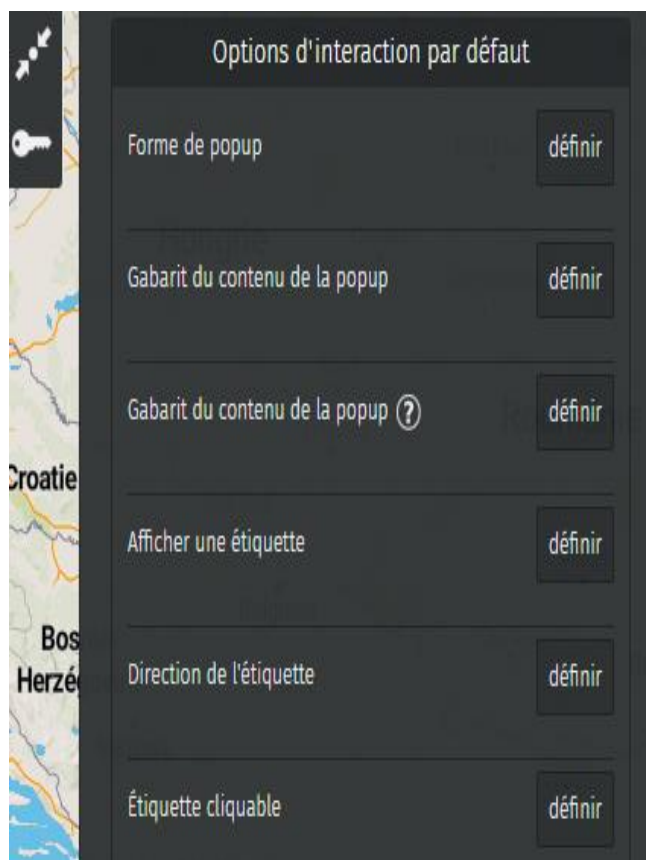 Options d'interaction par défaut
Forme de popup définir
Gabarit du contenu de la popup définir
Gabarit du contenu de la popup ? définir
Croatie
Afficher une étiquette définir
Bos
Herzé
Direction de l'étiquette définir
Étiquette cliquable définir